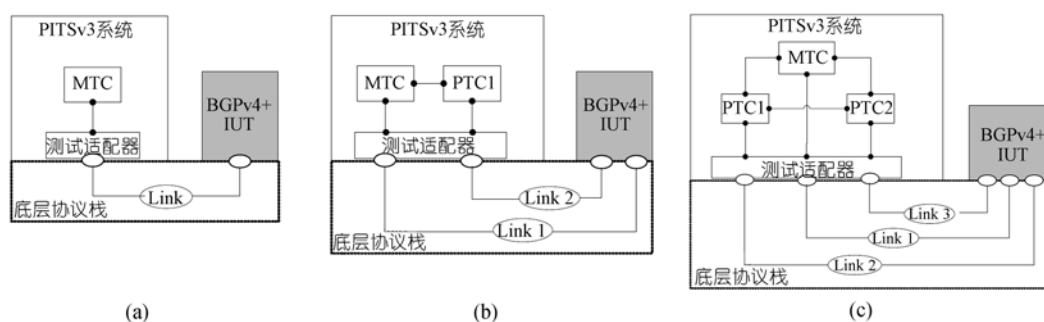 PITSv3系统
MTC
BGPv4+
IUT
测试适配器
Link
底层协议栈
(a)
PITSv3系统
MTC
PTC1
BGPv4+
IUT
测试适配器
Link 2
Link 1
底层协议栈
(b)
PITSv3系统
MTC
PTC1
PTC2
BGPv4+
IUT
测试适配器
Link 3
Link 1
Link 2
底层协议栈
(c)